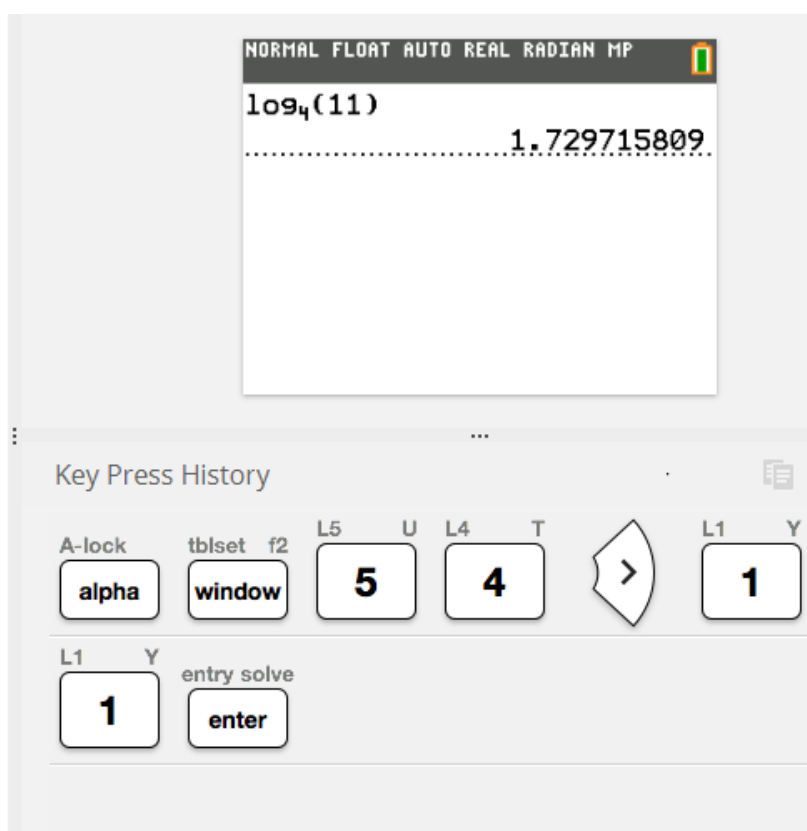 NORMAL FLOAT AUTO REAL RADIAN MP
log₄(11)
1.729715809
Key Press History
A-lock tblset f2 L5 U L4 T L1 Y
alpha window 5 4 > 1
L1 Y entry solve
1 enter